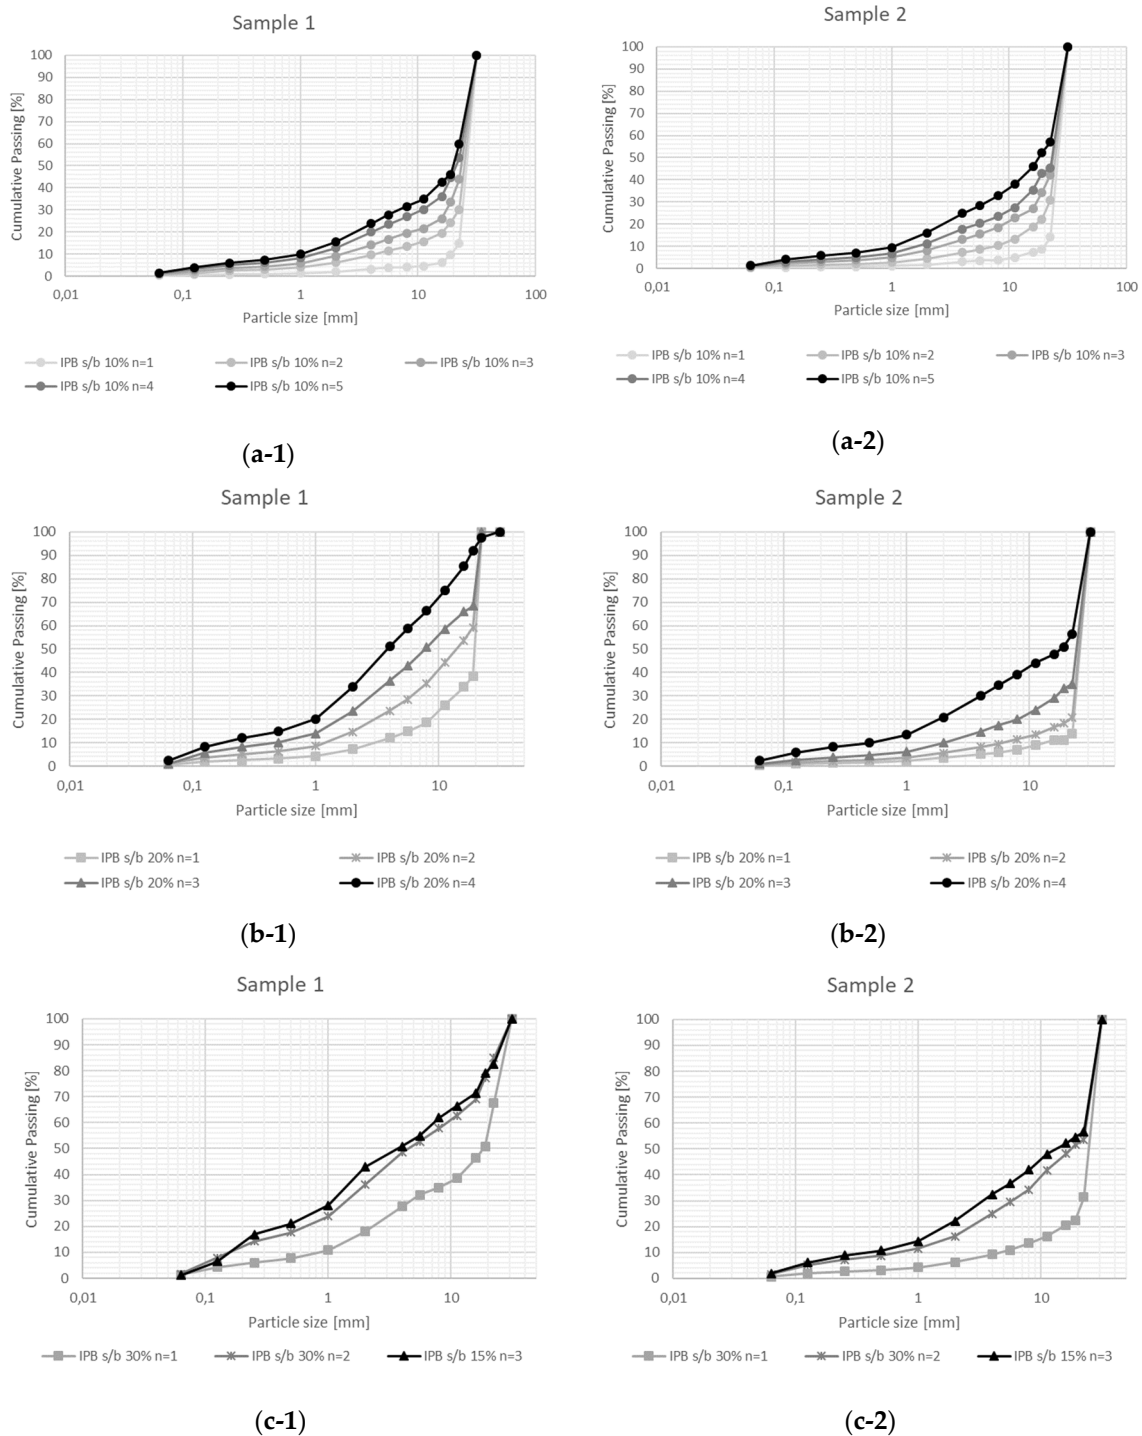 Sample 1
Cumulative Passing [%]
100
90
80
70
60
50
40
30
20
10
0
0,01
0,1
1
10
100
Particle size [mm]
IPB s/b 10% n=1
IPB s/b 10% n=2
IPB s/b 10% n=3
IPB s/b 10% n=4
IPB s/b 10% n=5
(a-1)
Sample 2
Cumulative Passing [%]
100
90
80
70
60
50
40
30
20
10
0
0,01
0,1
1
10
100
Particle size [mm]
IPB s/b 10% n=1
IPB s/b 10% n=2
IPB s/b 10% n=3
IPB s/b 10% n=4
IPB s/b 10% n=5
(a-2)
Sample 1
Cumulative Passing [%]
100
90
80
70
60
50
40
30
20
10
0
0,01
0,1
1
10
Particle size [mm]
IPB s/b 20% n=1
IPB s/b 20% n=2
IPB s/b 20% n=3
IPB s/b 20% n=4
(b-1)
Sample 2
Cumulative Passing [%]
100
90
80
70
60
50
40
30
20
10
0
0,01
0,1
1
10
Particle size [mm]
IPB s/b 20% n=1
IPB s/b 20% n=2
IPB s/b 20% n=3
IPB s/b 20% n=4
(b-2)
Sample 1
Cumulative Passing [%]
100
90
80
70
60
50
40
30
20
10
0
0,01
0,1
1
10
Particle size [mm]
IPB s/b 30% n=1
IPB s/b 30% n=2
IPB s/b 15% n=3
(c-1)
Sample 2
Cumulative Passing [%]
100
90
80
70
60
50
40
30
20
10
0
0,01
0,1
1
10
Particle size [mm]
IPB s/b 30% n=1
IPB s/b 30% n=2
IPB s/b 15% n=3
(c-2)